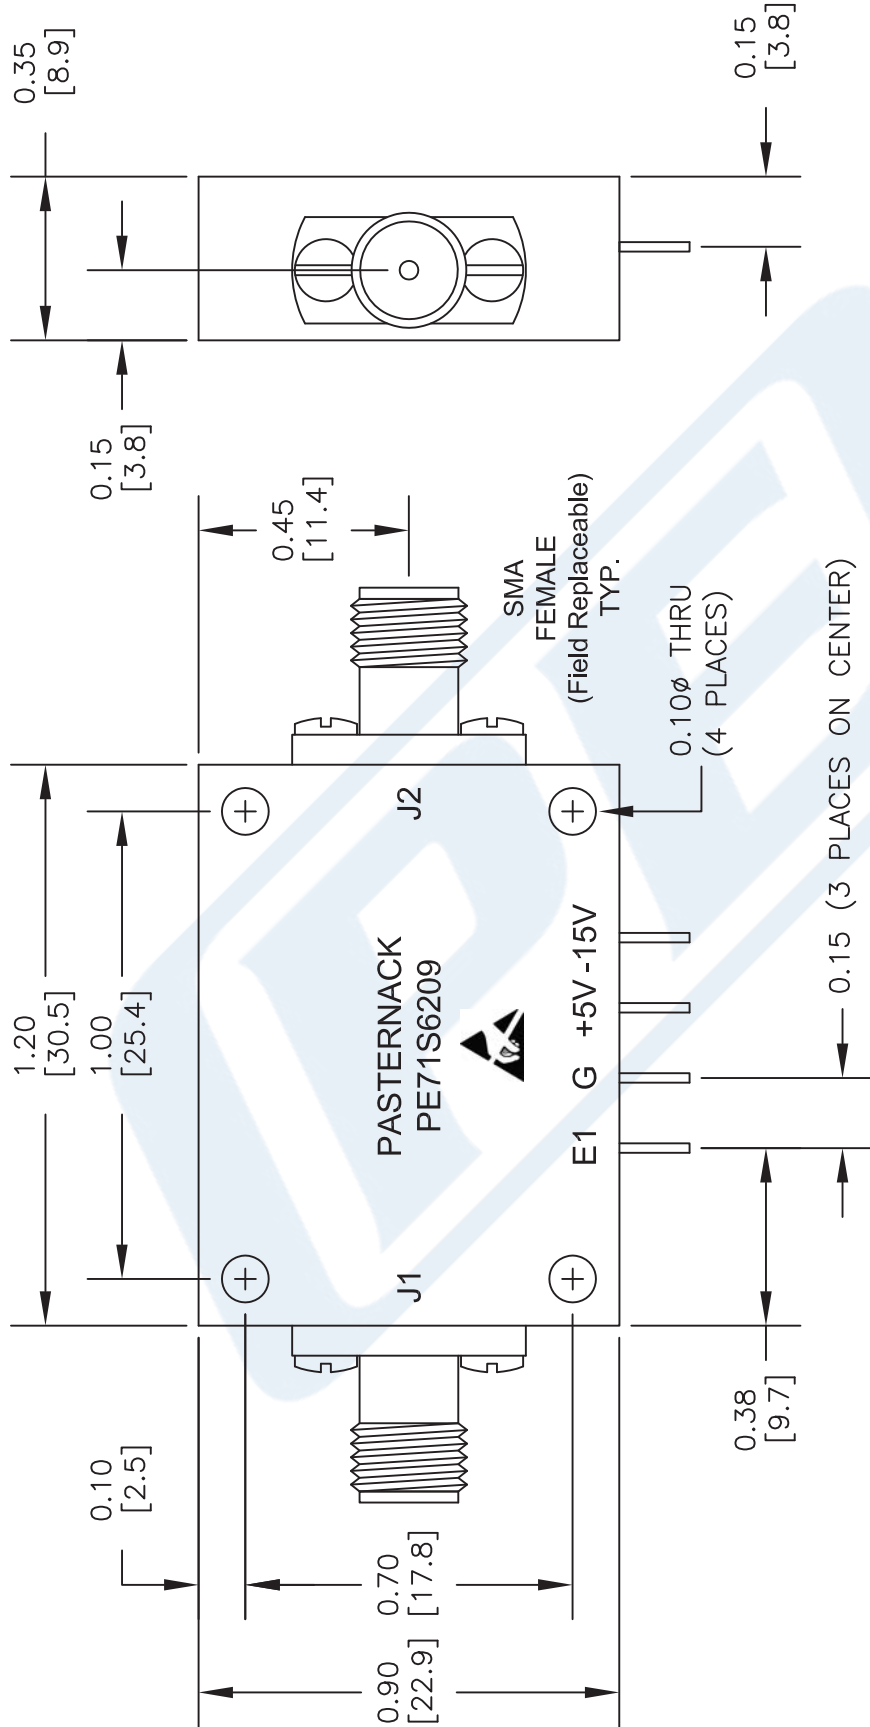 0.35
[8.9]
0.15
[3.8]
0.15
[3.8]
1.20
[30.5]
1.00
[25.4]
0.45
[11.4]
SMA
FEMALE
(Field Replaceable)
TYP.
0.10ø THRU
(4 PLACES)
0.15 (3 PLACES ON CENTER)
J1
J2
PASTERNACK
PE71S6209
E1 G +5V -15V
0.10
[2.5]
0.70
[17.8]
0.90
[22.9]
0.38
[9.7]
PE